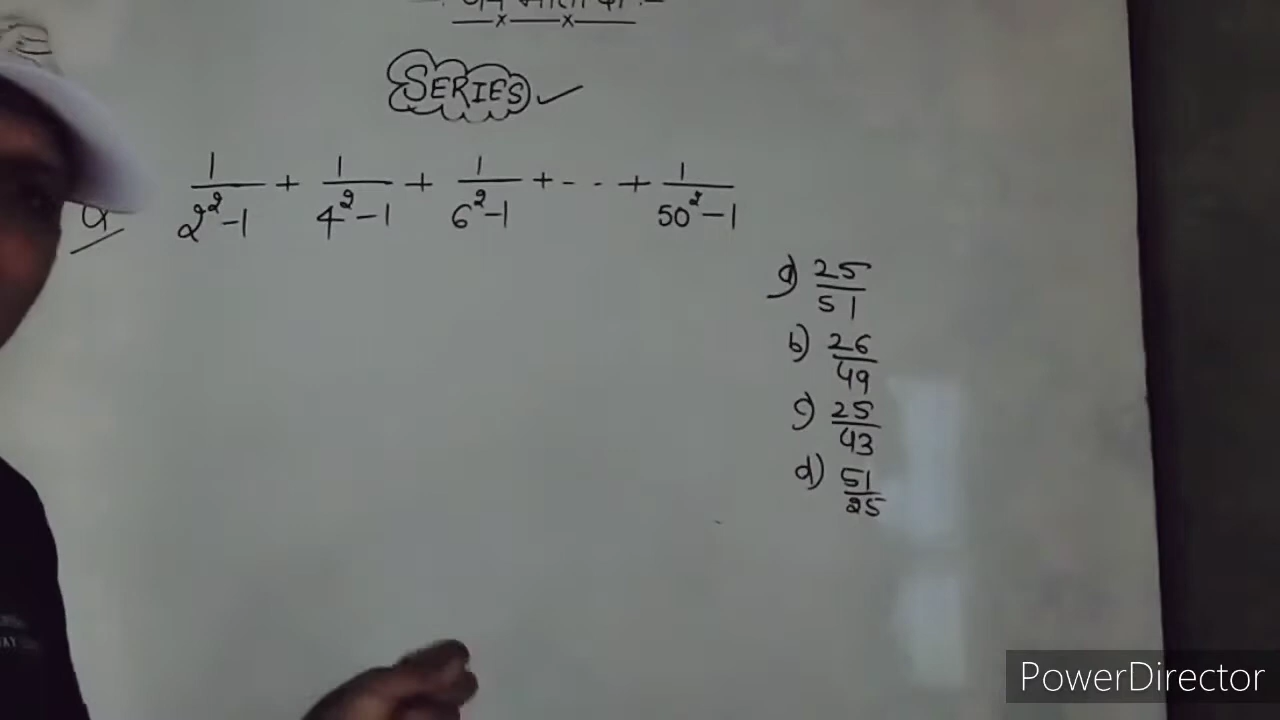 SERIES
Q 1/2²-1 + 1/4²-1 + 1/6²-1 + - - - + 1/50²-1
a) 25/51
b) 26/49
c) 25/43
d) 51/25
PowerDirector